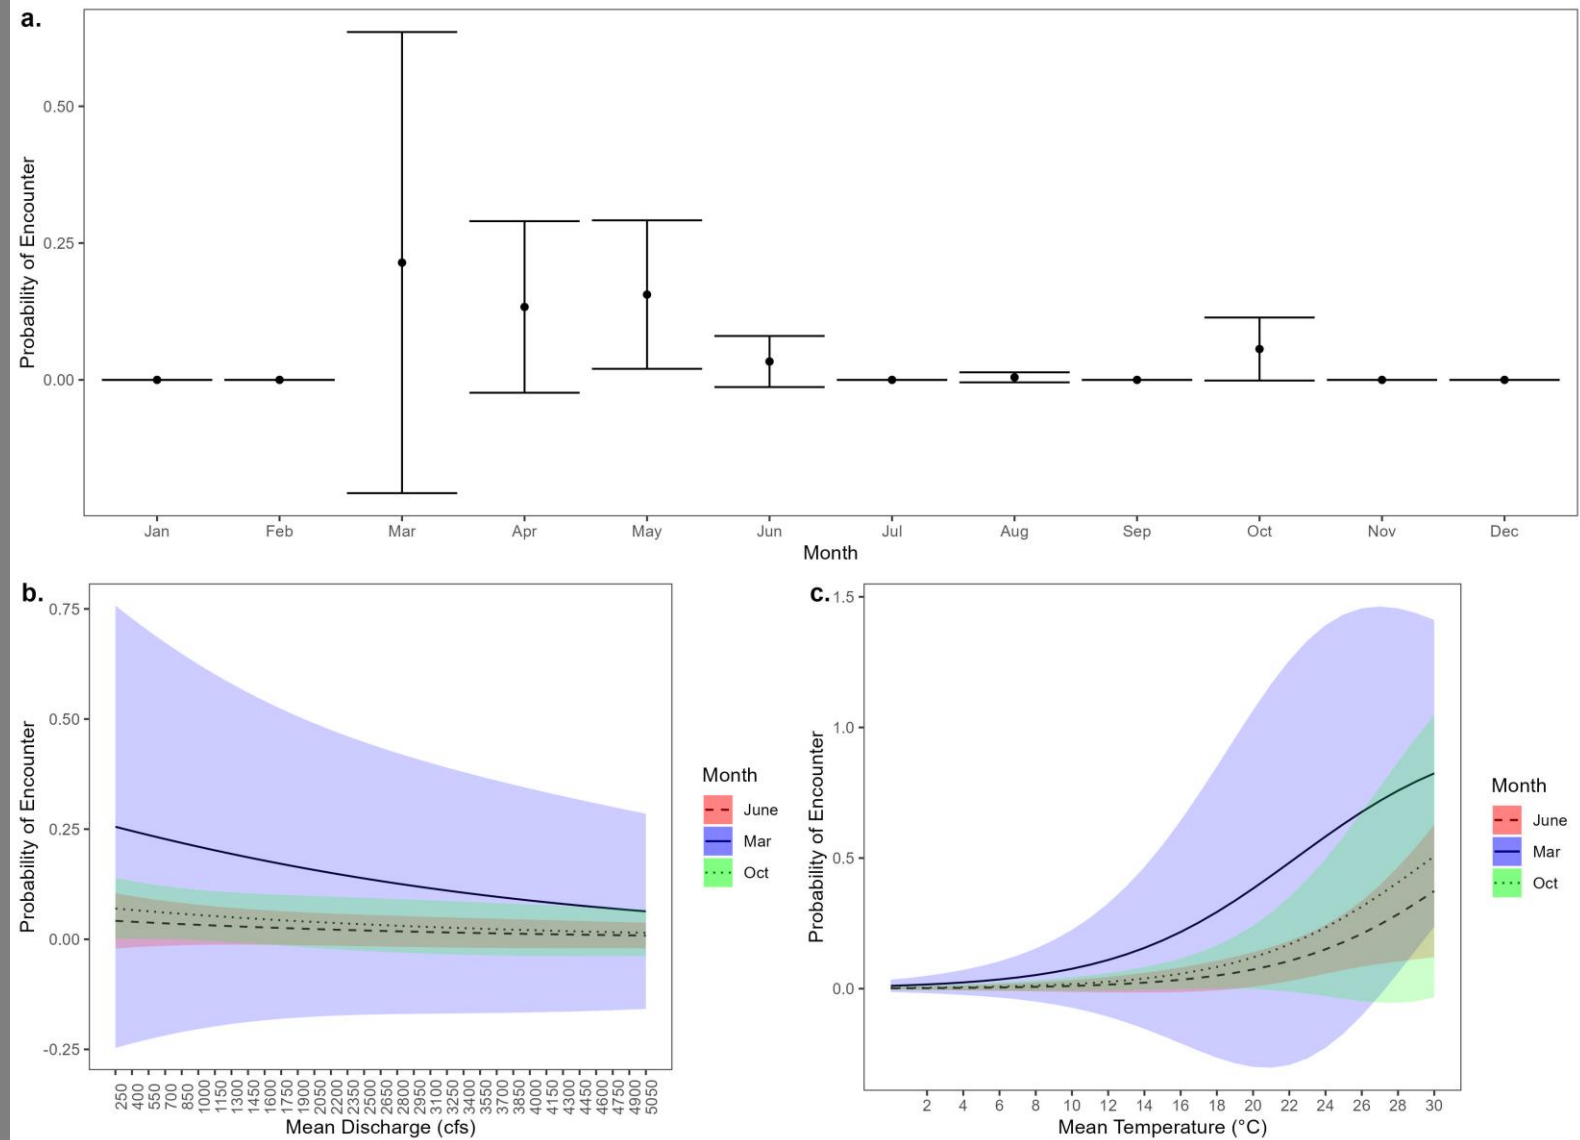 a.
Probability of Encounter
0.50
0.25
0.00
Jan Feb Mar Apr May Jun Jul Aug Sep Oct Nov Dec
Month
b.
Probability of Encounter
0.75
0.50
0.25
0.00
-0.25
250 400 550 700 850 1000 1150 1300 1450 1600 1750 1900 2050 2200 2350 2500 2650 2800 2950 3100 3250 3400 3550 3700 3850 4000 4150 4300 4450 4600 4750 4900 5050
Mean Discharge (cfs)
Month
June
Mar
Oct
c.
Probability of Encounter
1.5
1.0
0.5
0.0
2 4 6 8 10 12 14 16 18 20 22 24 26 28 30
Mean Temperature (°C)
Month
June
Mar
Oct